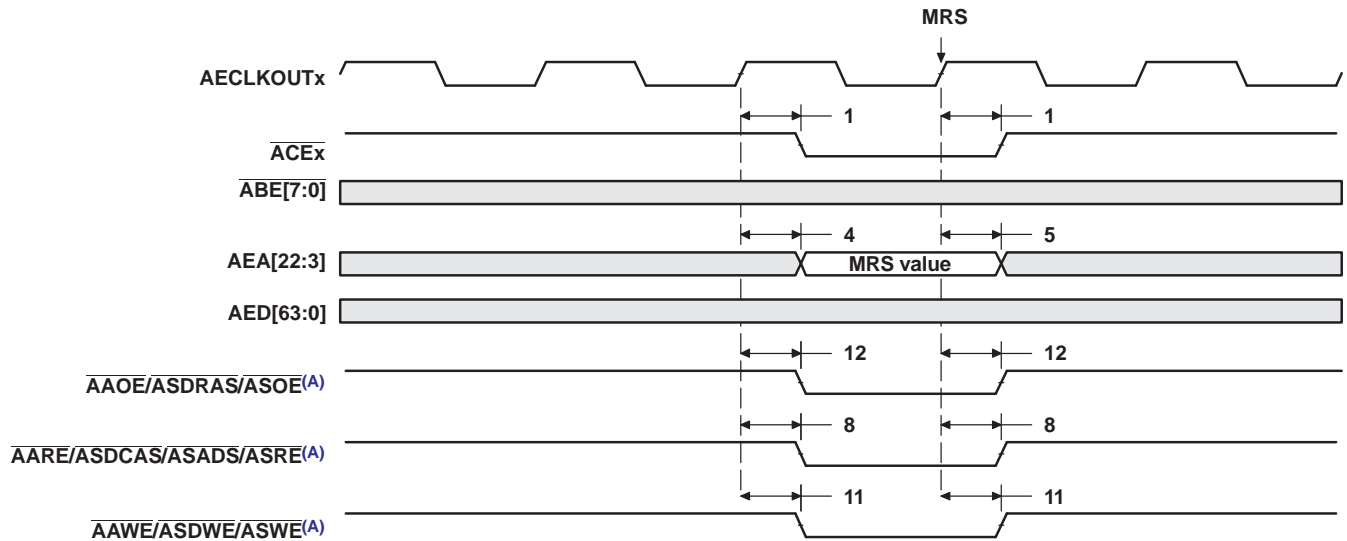 MRS
AECLKOUTx
1 1
ACEx
ABE[7:0]
4 5
AEA[22:3] MRS value
AED[63:0]
12 12
AAOE/ASDRAS/ASOE(A)
8 8
AARE/ASDCAS/ASADS/ASRE(A)
11 11
AAWE/ASDWE/ASWE(A)